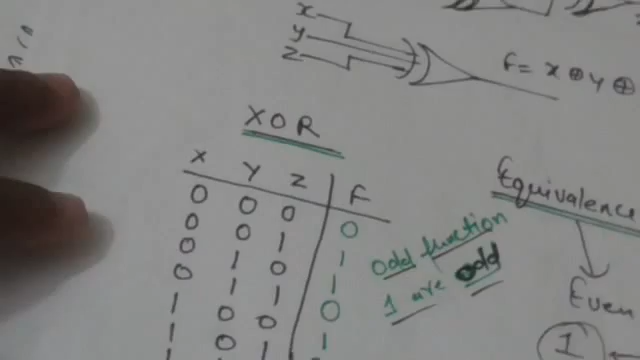 x
y
z
F = x ⊕ y ⊕
XOR
X Y Z F
0 0 0 0
0 0 1 1
0 1 0 1
0 1 1 0
1 0 0 1
1 0 1
1
odd function
1 are odd
Equivalence
Even
1